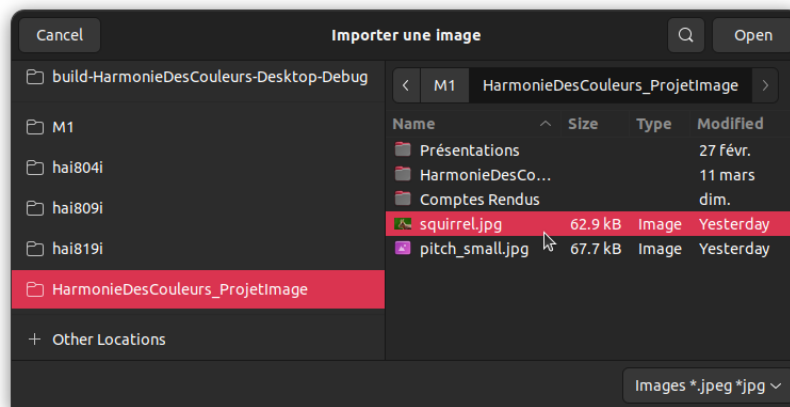 Cancel
Importer une image
Open
build-HarmonieDesCouleurs-Desktop-Debug
M1
hai804i
hai809i
hai819i
HarmonieDesCouleurs_ProjetImage
+ Other Locations
M1 HarmonieDesCouleurs_ProjetImage
Name Size Type Modified
Présentations 27 févr.
HarmonieDesCo... 11 mars
Comptes Rendus dim.
squirrel.jpg 62.9 kB Image Yesterday
pitch_small.jpg 67.7 kB Image Yesterday
Images *.jpeg *jpg